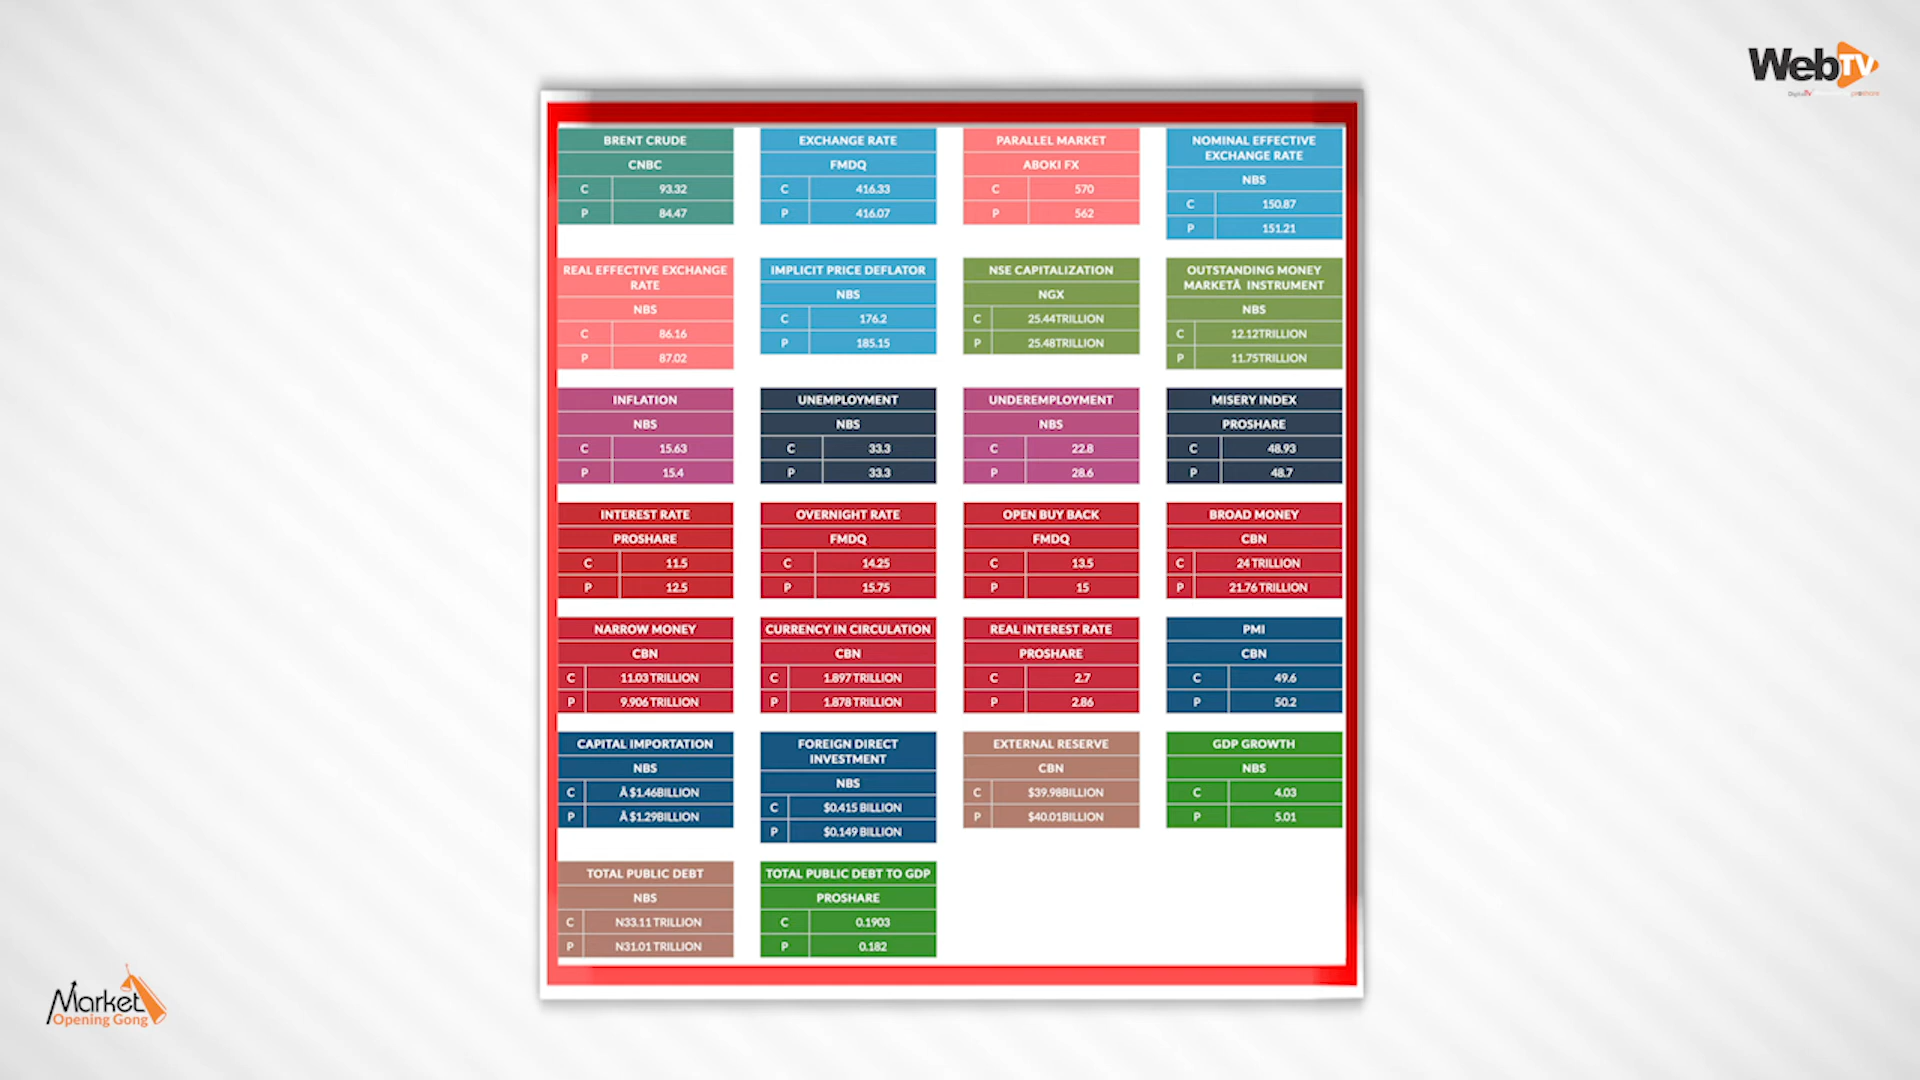 WebTV
BRENT CRUDE
CNBC
C 93.32
P 84.47
EXCHANGE RATE
FMDQ
C 416.33
P 416.07
PARALLEL MARKET
ABOKI FX
C 570
P 562
NOMINAL EFFECTIVE
EXCHANGE RATE
NBS
C 150.87
P 151.21
REAL EFFECTIVE EXCHANGE
RATE
NBS
C 86.16
P 87.02
IMPLICIT PRICE DEFLATOR
NBS
C 176.2
P 185.15
NSE CAPITALIZATION
NGX
C 25.44TRILLION
P 25.48TRILLION
OUTSTANDING MONEY
MARKETÂ INSTRUMENT
NBS
C 12.12TRILLION
P 11.75TRILLION
INFLATION
NBS
C 15.63
P 15.4
UNEMPLOYMENT
NBS
C 33.3
P 33.3
UNDEREMPLOYMENT
NBS
C 22.8
P 28.6
MISERY INDEX
PROSHARE
C 48.93
P 48.7
INTEREST RATE
PROSHARE
C 11.5
P 12.5
OVERNIGHT RATE
FMDQ
C 14.25
P 15.75
OPEN BUY BACK
FMDQ
C 13.5
P 15
BROAD MONEY
CBN
C 24 TRILLION
P 21.76 TRILLION
NARROW MONEY
CBN
C 11.03 TRILLION
P 9.906 TRILLION
CURRENCY IN CIRCULATION
CBN
C 1.897 TRILLION
P 1.878 TRILLION
REAL INTEREST RATE
PROSHARE
C 2.7
P 2.86
PMI
CBN
C 49.6
P 50.2
CAPITAL IMPORTATION
NBS
C Â $1.46BILLION
P Â $1.29BILLION
FOREIGN DIRECT
INVESTMENT
NBS
C $0.415 BILLION
P $0.149 BILLION
EXTERNAL RESERVE
CBN
C $39.98BILLION
P $40.01BILLION
GDP GROWTH
NBS
C 4.03
P 5.01
TOTAL PUBLIC DEBT
NBS
C N33.11 TRILLION
P N31.01 TRILLION
TOTAL PUBLIC DEBT TO GDP
PROSHARE
C 0.1903
P 0.182
Market
Opening Gong